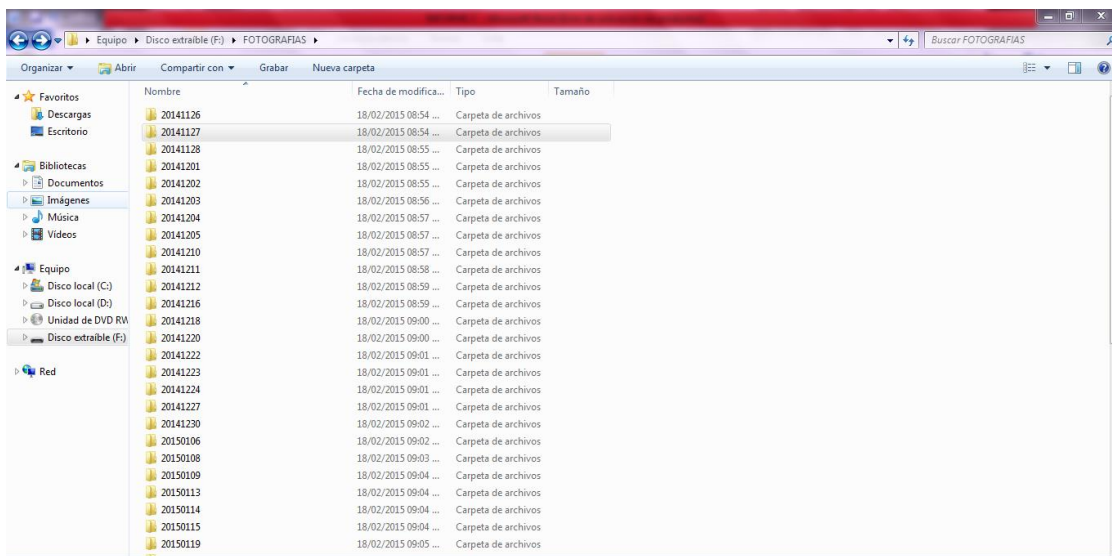 Equipo ▸ Disco extraíble (F:) ▸ FOTOGRAFIAS ▸
Buscar FOTOGRAFIAS
Organizar Abrir Compartir con Grabar Nueva carpeta
Favoritos
Descargas
Escritorio
Bibliotecas
Documentos
Imágenes
Música
Vídeos
Equipo
Disco local (C:)
Disco local (D:)
Unidad de DVD RW
Disco extraíble (F:)
Red
Nombre Fecha de modifica... Tipo Tamaño
20141126 18/02/2015 08:54 ... Carpeta de archivos
20141127 18/02/2015 08:54 ... Carpeta de archivos
20141128 18/02/2015 08:55 ... Carpeta de archivos
20141201 18/02/2015 08:55 ... Carpeta de archivos
20141202 18/02/2015 08:55 ... Carpeta de archivos
20141203 18/02/2015 08:56 ... Carpeta de archivos
20141204 18/02/2015 08:57 ... Carpeta de archivos
20141205 18/02/2015 08:57 ... Carpeta de archivos
20141210 18/02/2015 08:57 ... Carpeta de archivos
20141211 18/02/2015 08:58 ... Carpeta de archivos
20141212 18/02/2015 08:59 ... Carpeta de archivos
20141216 18/02/2015 08:59 ... Carpeta de archivos
20141218 18/02/2015 09:00 ... Carpeta de archivos
20141220 18/02/2015 09:00 ... Carpeta de archivos
20141222 18/02/2015 09:01 ... Carpeta de archivos
20141223 18/02/2015 09:01 ... Carpeta de archivos
20141224 18/02/2015 09:01 ... Carpeta de archivos
20141227 18/02/2015 09:01 ... Carpeta de archivos
20141230 18/02/2015 09:02 ... Carpeta de archivos
20150106 18/02/2015 09:02 ... Carpeta de archivos
20150108 18/02/2015 09:03 ... Carpeta de archivos
20150109 18/02/2015 09:04 ... Carpeta de archivos
20150113 18/02/2015 09:04 ... Carpeta de archivos
20150114 18/02/2015 09:04 ... Carpeta de archivos
20150115 18/02/2015 09:04 ... Carpeta de archivos
20150119 18/02/2015 09:05 ... Carpeta de archivos